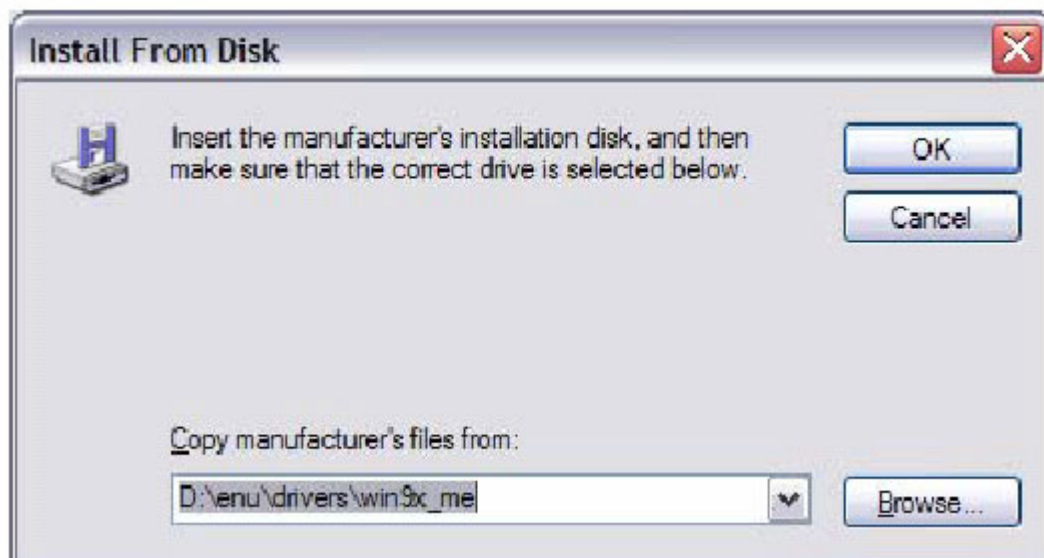 Install From Disk
Insert the manufacturer's installation disk, and then
make sure that the correct drive is selected below.
OK
Cancel
Copy manufacturer's files from:
D:\enu\drivers\win9x_me
Browse...